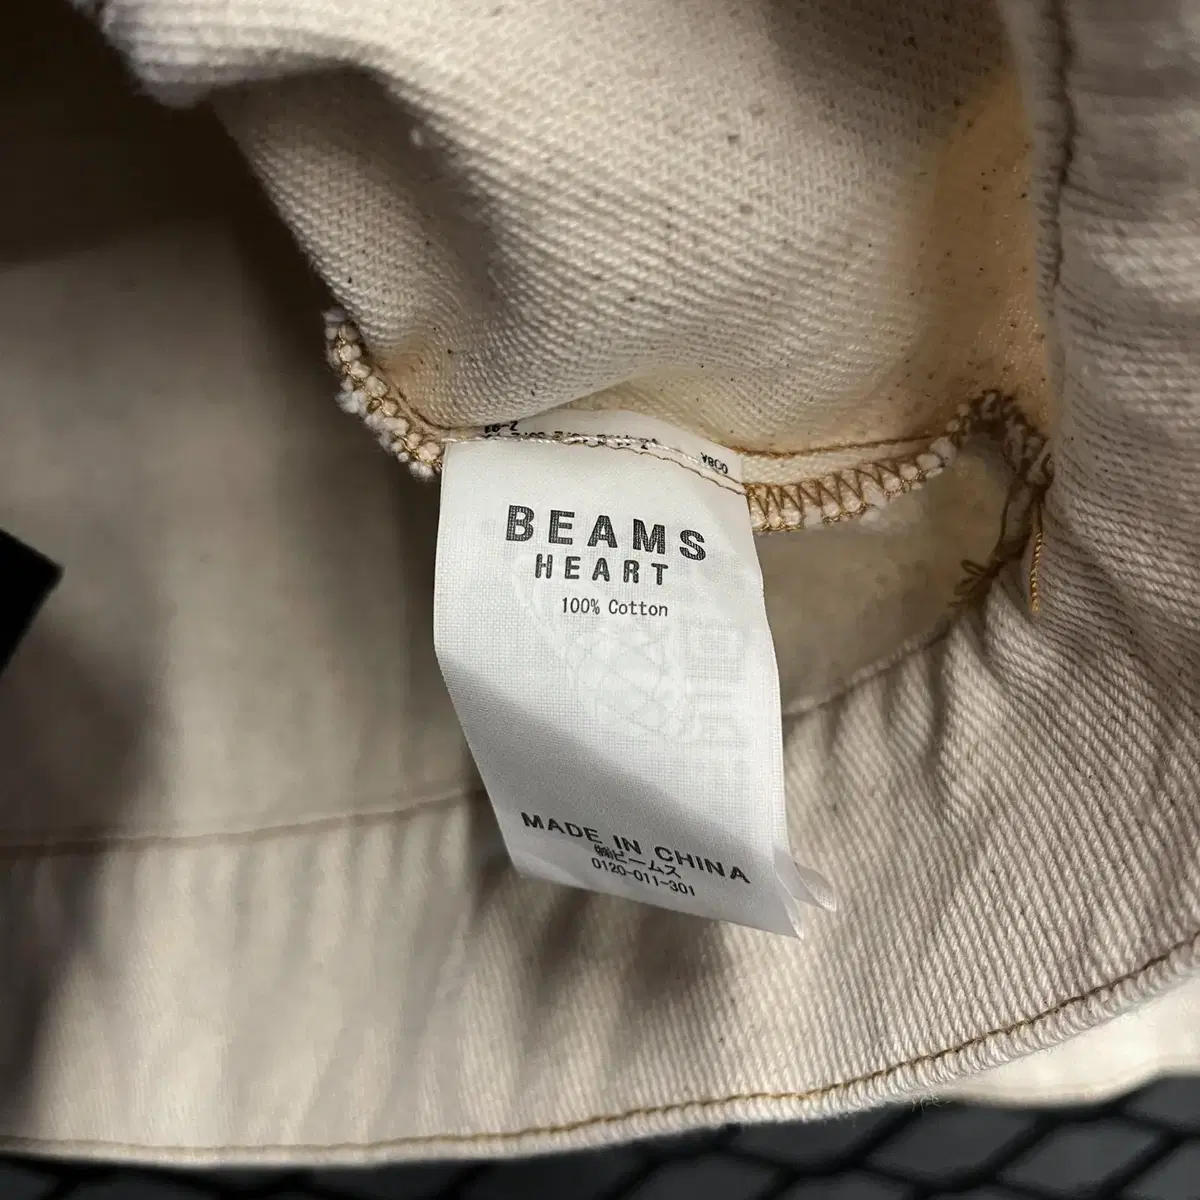 BEAMS
HEART
100% Cotton
MADE IN CHINA
㈱ビームス
0120-011-301